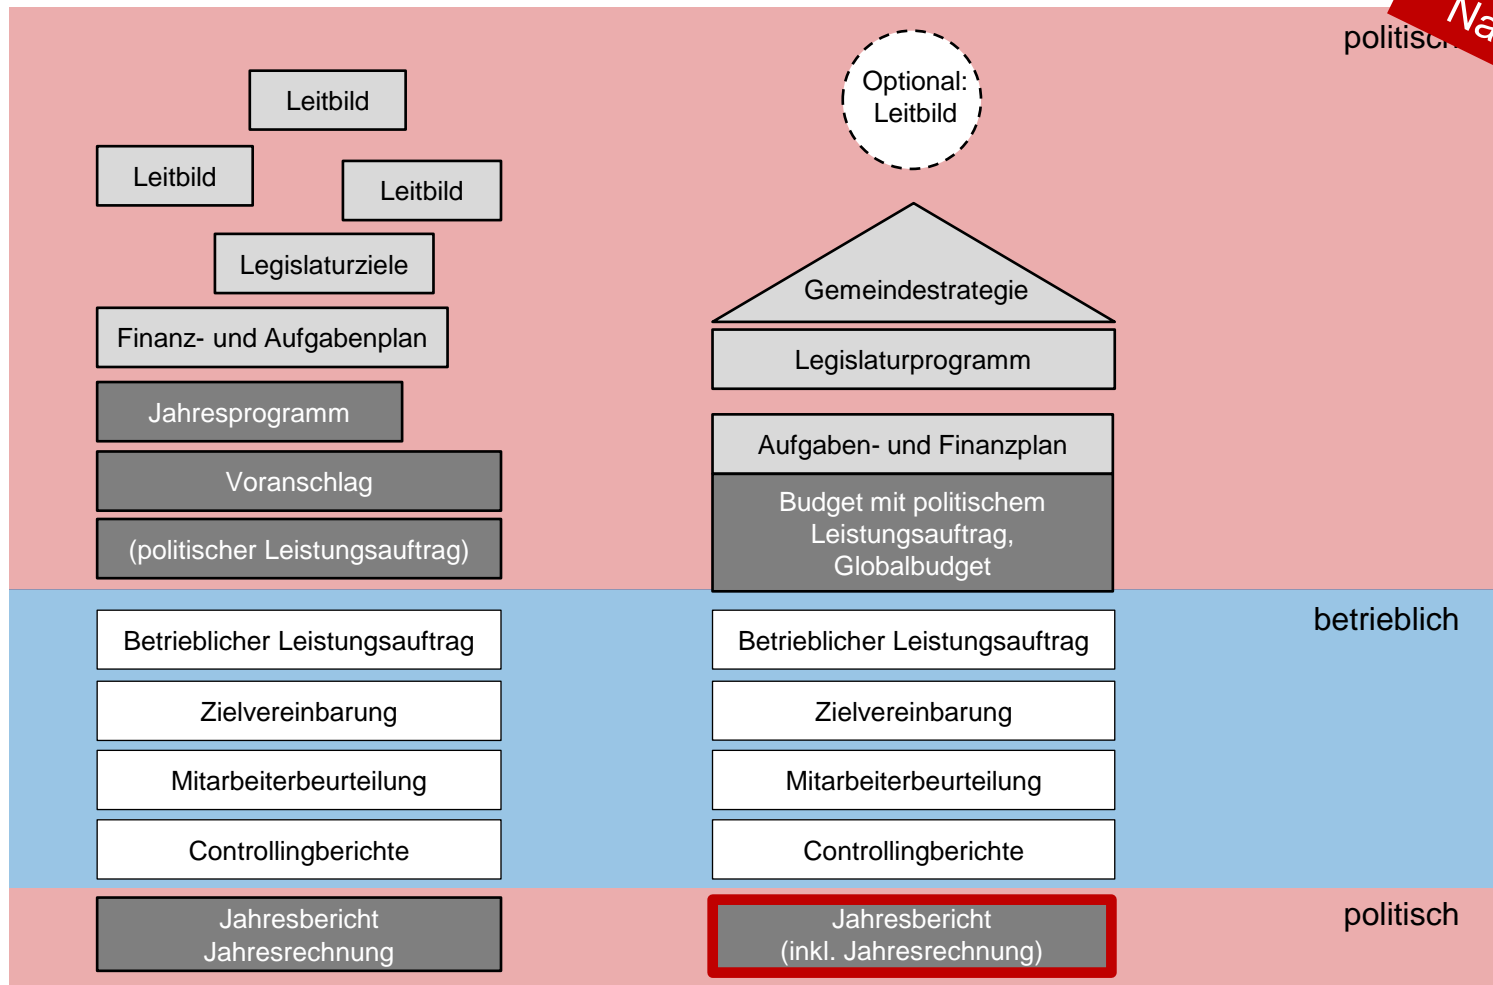 politisch
Optional:
Leitbild
Leitbild
Leitbild
Leitbild
Legislaturziele
Gemeindestrategie
Finanz- und Aufgabenplan
Legislaturprogramm
Jahresprogramm
Aufgaben- und Finanzplan
Voranschlag
Budget mit politischem
Leistungsauftrag,
Globalbudget
(politischer Leistungsauftrag)
betrieblich
Betrieblicher Leistungsauftrag
Betrieblicher Leistungsauftrag
Zielvereinbarung
Zielvereinbarung
Mitarbeiterbeurteilung
Mitarbeiterbeurteilung
Controllingberichte
Controllingberichte
politisch
Jahresbericht
Jahresrechnung
Jahresbericht
(inkl. Jahresrechnung)